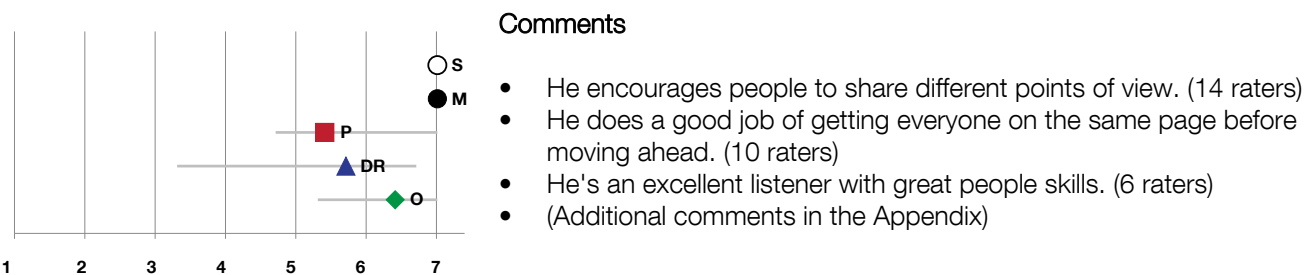 S
M
P
DR
O
1 2 3 4 5 6 7
Comments
• He encourages people to share different points of view. (14 raters)
• He does a good job of getting everyone on the same page before
moving ahead. (10 raters)
• He's an excellent listener with great people skills. (6 raters)
• (Additional comments in the Appendix)